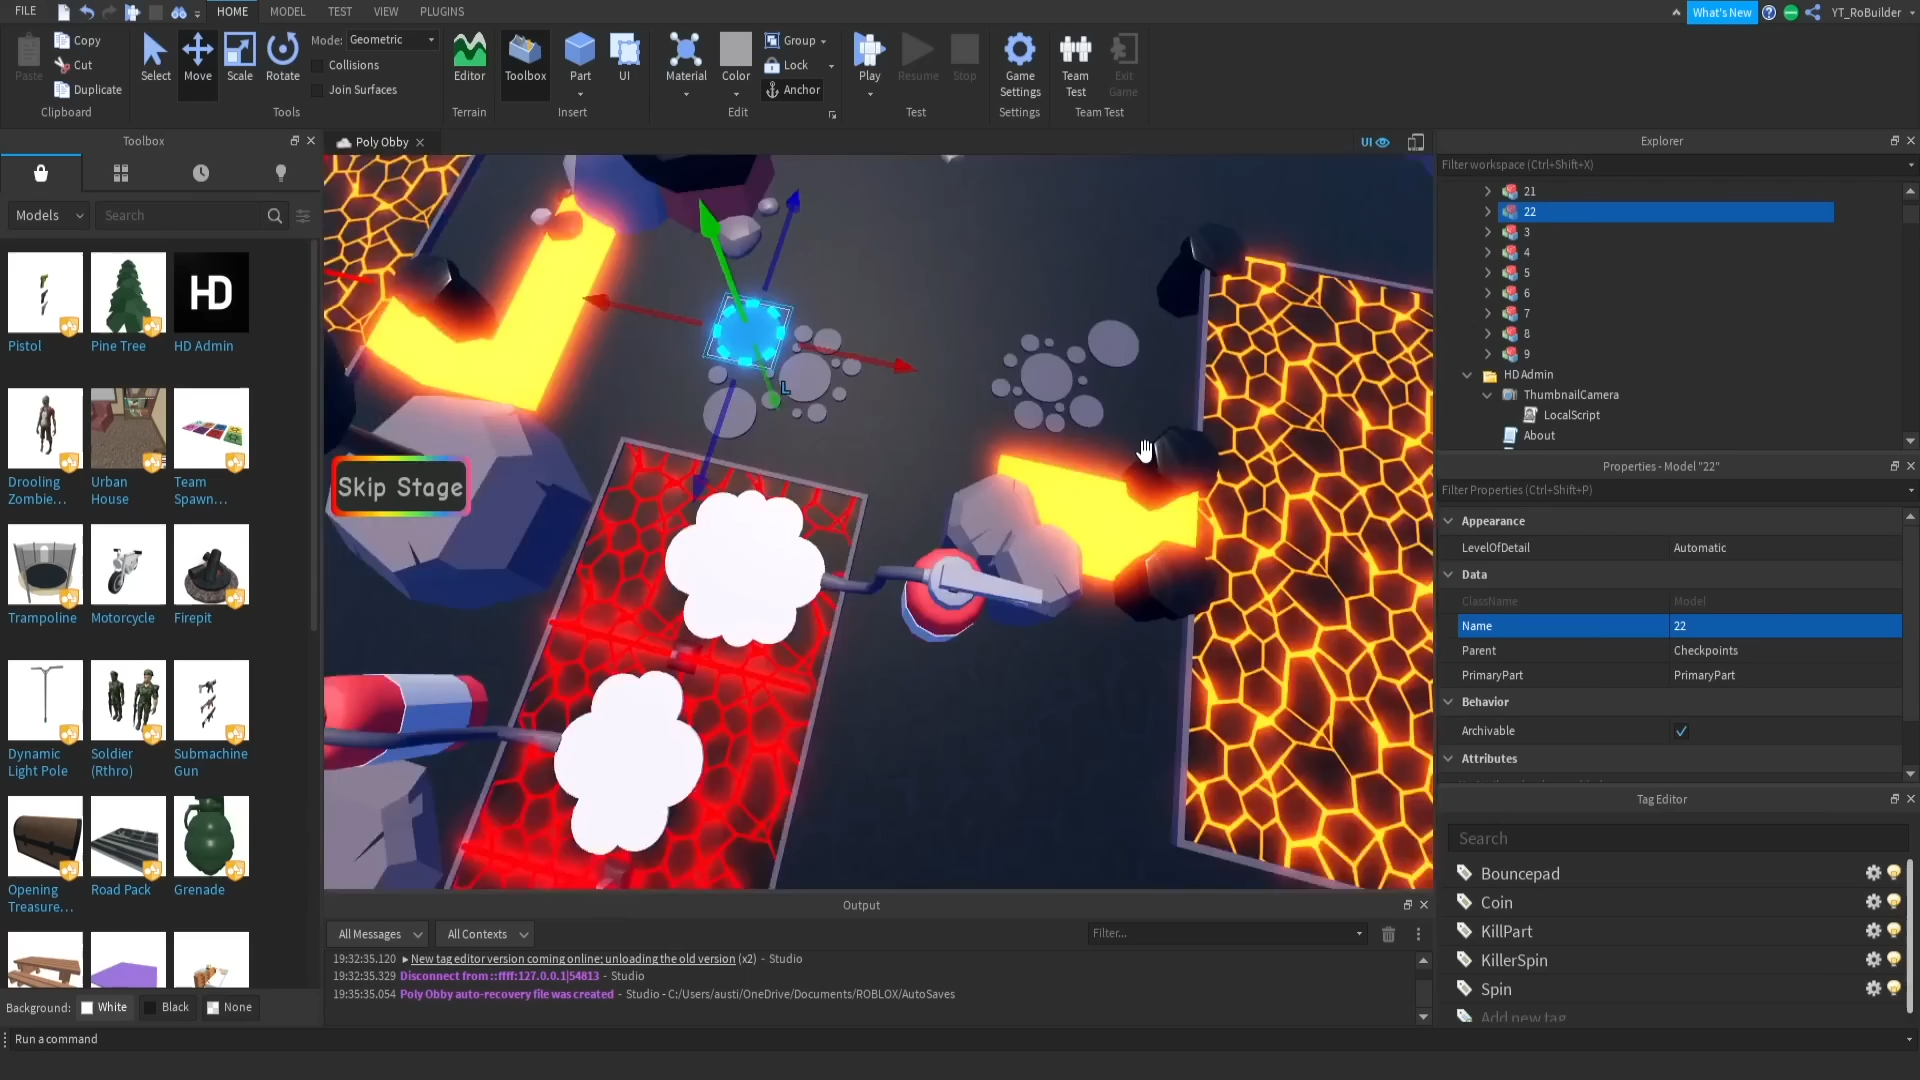 FILE
HOME
MODEL
TEST
VIEW
PLUGINS
What's New
YT_RoBuilder
Paste
Copy
Cut
Duplicate
Clipboard
Select
Move
Scale
Rotate
Mode: Geometric
Collisions
Join Surfaces
Tools
Editor
Terrain
Toolbox
Part
UI
Insert
Material
Color
Group
Lock
Anchor
Edit
Play
Resume
Stop
Test
Game
Settings
Settings
Team
Test
Exit
Game
Team Test
Toolbox
Poly Obby
UI
Explorer
Filter workspace (Ctrl+Shift+X)
Models
Search
Pistol
Pine Tree
HD
HD Admin
Drooling
Zombie...
Urban
House
Team
Spawn...
Trampoline
Motorcycle
Firepit
Dynamic
Light Pole
Soldier
(Rthro)
Submachine
Gun
Opening
Treasure...
Road Pack
Grenade
Background:
White
Black
None
Skip Stage
L
21
22
3
4
5
6
7
8
9
HD Admin
ThumbnailCamera
LocalScript
About
Properties - Model "22"
Filter Properties (Ctrl+Shift+P)
Appearance
LevelOfDetail
Automatic
Data
ClassName
Model
Name
22
Parent
Checkpoints
PrimaryPart
PrimaryPart
Behavior
Archivable
Attributes
Tag Editor
Search
Bouncepad
Coin
KillPart
KillerSpin
Spin
Add new tag
Output
All Messages
All Contexts
Filter...
19:32:35.120 New tag editor version coming online; unloading the old version (x2) - Studio
19:32:35.329 Disconnect from ::ffff:127.0.0.1|54813 - Studio
19:35:35.054 Poly Obby auto-recovery file was created - Studio - C:/Users/austi/OneDrive/Documents/ROBLOX/AutoSaves
Run a command